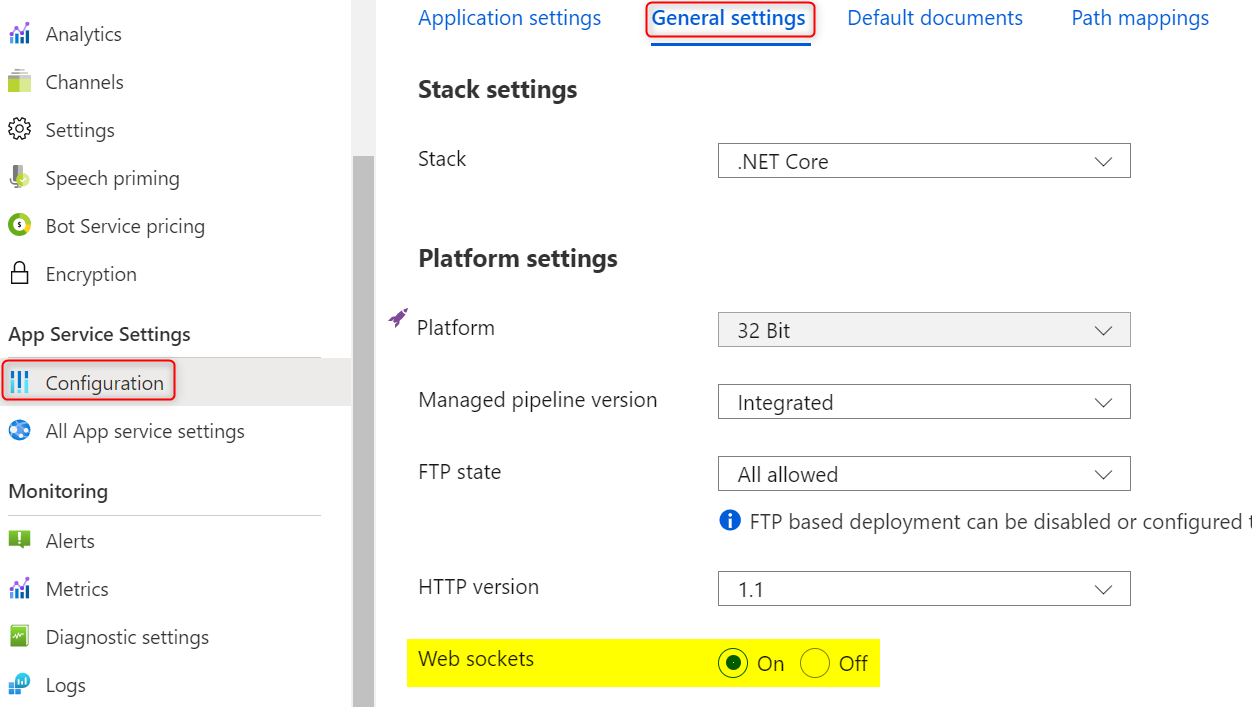 Analytics
Channels
Settings
Speech priming
Bot Service pricing
Encryption
App Service Settings
Configuration
All App service settings
Monitoring
Alerts
Metrics
Diagnostic settings
Logs
Application settings General settings Default documents Path mappings
Stack settings
Stack .NET Core
Platform settings
Platform 32 Bit
Managed pipeline version Integrated
FTP state All allowed
FTP based deployment can be disabled or configured
HTTP version 1.1
Web sockets On Off